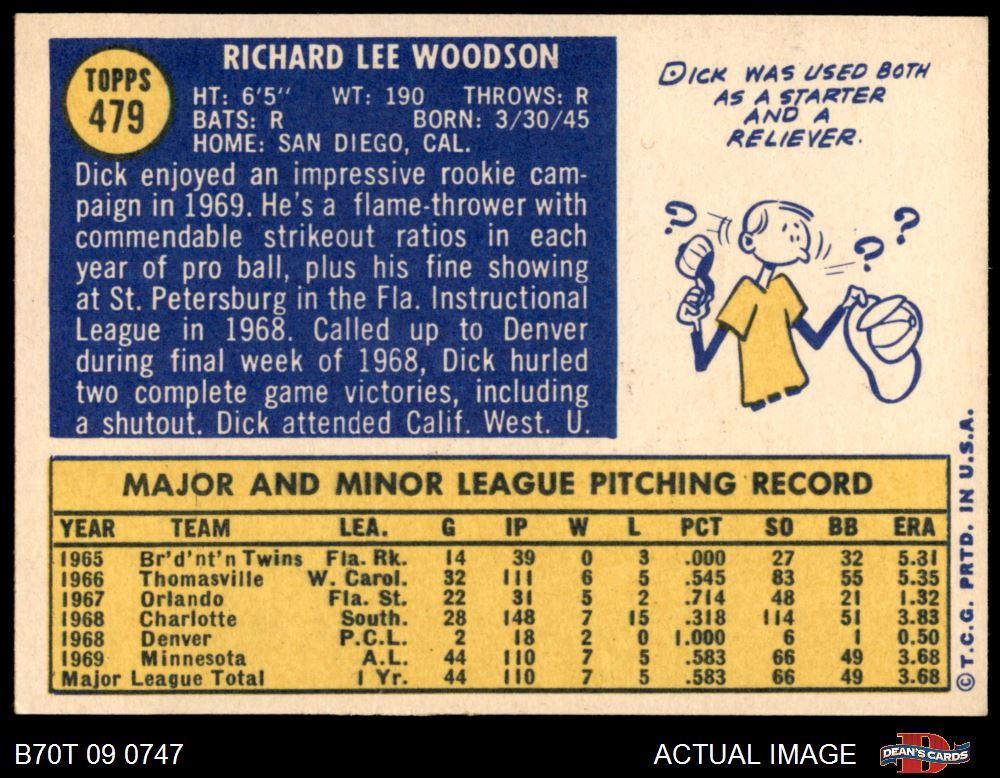 TOPPS
479
RICHARD LEE WOODSON
HT: 6'5" WT: 190 THROWS: R
BATS: R BORN: 3/30/45
HOME: SAN DIEGO, CAL.
Dick enjoyed an impressive rookie cam-
paign in 1969. He's a flame-thrower with
commendable strikeout ratios in each
year of pro ball, plus his fine showing
at St. Petersburg in the Fla. Instructional
League in 1968. Called up to Denver
during final week of 1968, Dick hurled
two complete game victories, including
a shutout. Dick attended Calif. West. U.
DICK WAS USED BOTH
AS A STARTER
AND A
RELIEVER.
? ? ?
MAJOR AND MINOR LEAGUE PITCHING RECORD
YEAR TEAM LEA. G IP W L PCT SO BB ERA
1965 Br'd'nt'n Twins Fla. Rk. 14 39 0 3 .000 27 32 5.31
1966 Thomasville W. Carol. 32 111 6 5 .545 83 55 5.35
1967 Orlando Fla. St. 22 31 5 2 .714 48 21 1.32
1968 Charlotte South. 28 148 7 15 .318 114 51 3.83
1968 Denver P.C.L. 2 18 2 0 1.000 6 1 0.50
1969 Minnesota A.L. 44 110 7 5 .583 66 49 3.68
Major League Total 1 Yr. 44 110 7 5 .583 66 49 3.68
© T.C.G. PRTD. IN U.S.A.
B70T 09 0747
ACTUAL IMAGE
D
DEAN'S CARDS